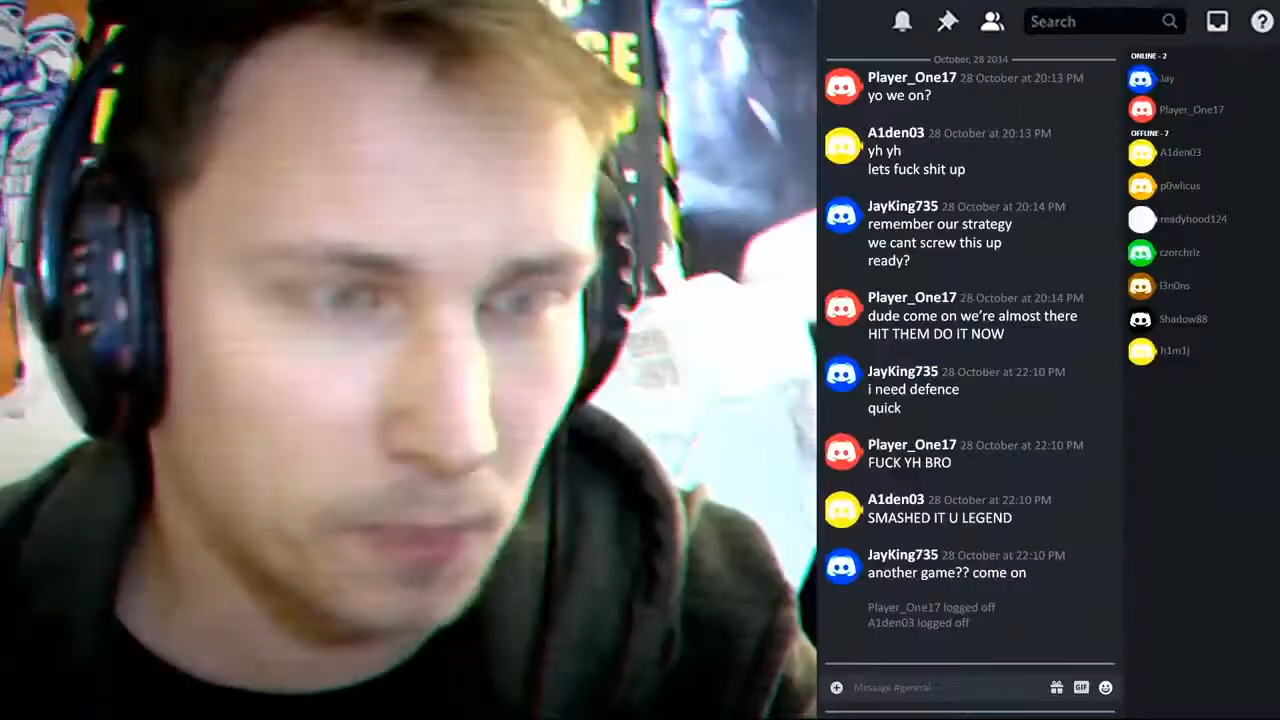 GE
Search
October, 28 2014
Player_One17 28 October at 20:13 PM
yo we on?
A1den03 28 October at 20:13 PM
yh yh
lets fuck shit up
JayKing735 28 October at 20:14 PM
remember our strategy
we cant screw this up
ready?
Player_One17 28 October at 20:14 PM
dude come on we're almost there
HIT THEM DO IT NOW
JayKing735 28 October at 22:10 PM
i need defence
quick
Player_One17 28 October at 22:10 PM
FUCK YH BRO
A1den03 28 October at 22:10 PM
SMASHED IT U LEGEND
JayKing735 28 October at 22:10 PM
another game?? come on
Player_One17 logged off
A1den03 logged off
Message #general
GIF
ONLINE - 2
Jay
Player_One17
OFFLINE - 7
A1den03
p0wlicus
readyhood124
czorchriz
l3n0ns
Shadow88
h1m1j